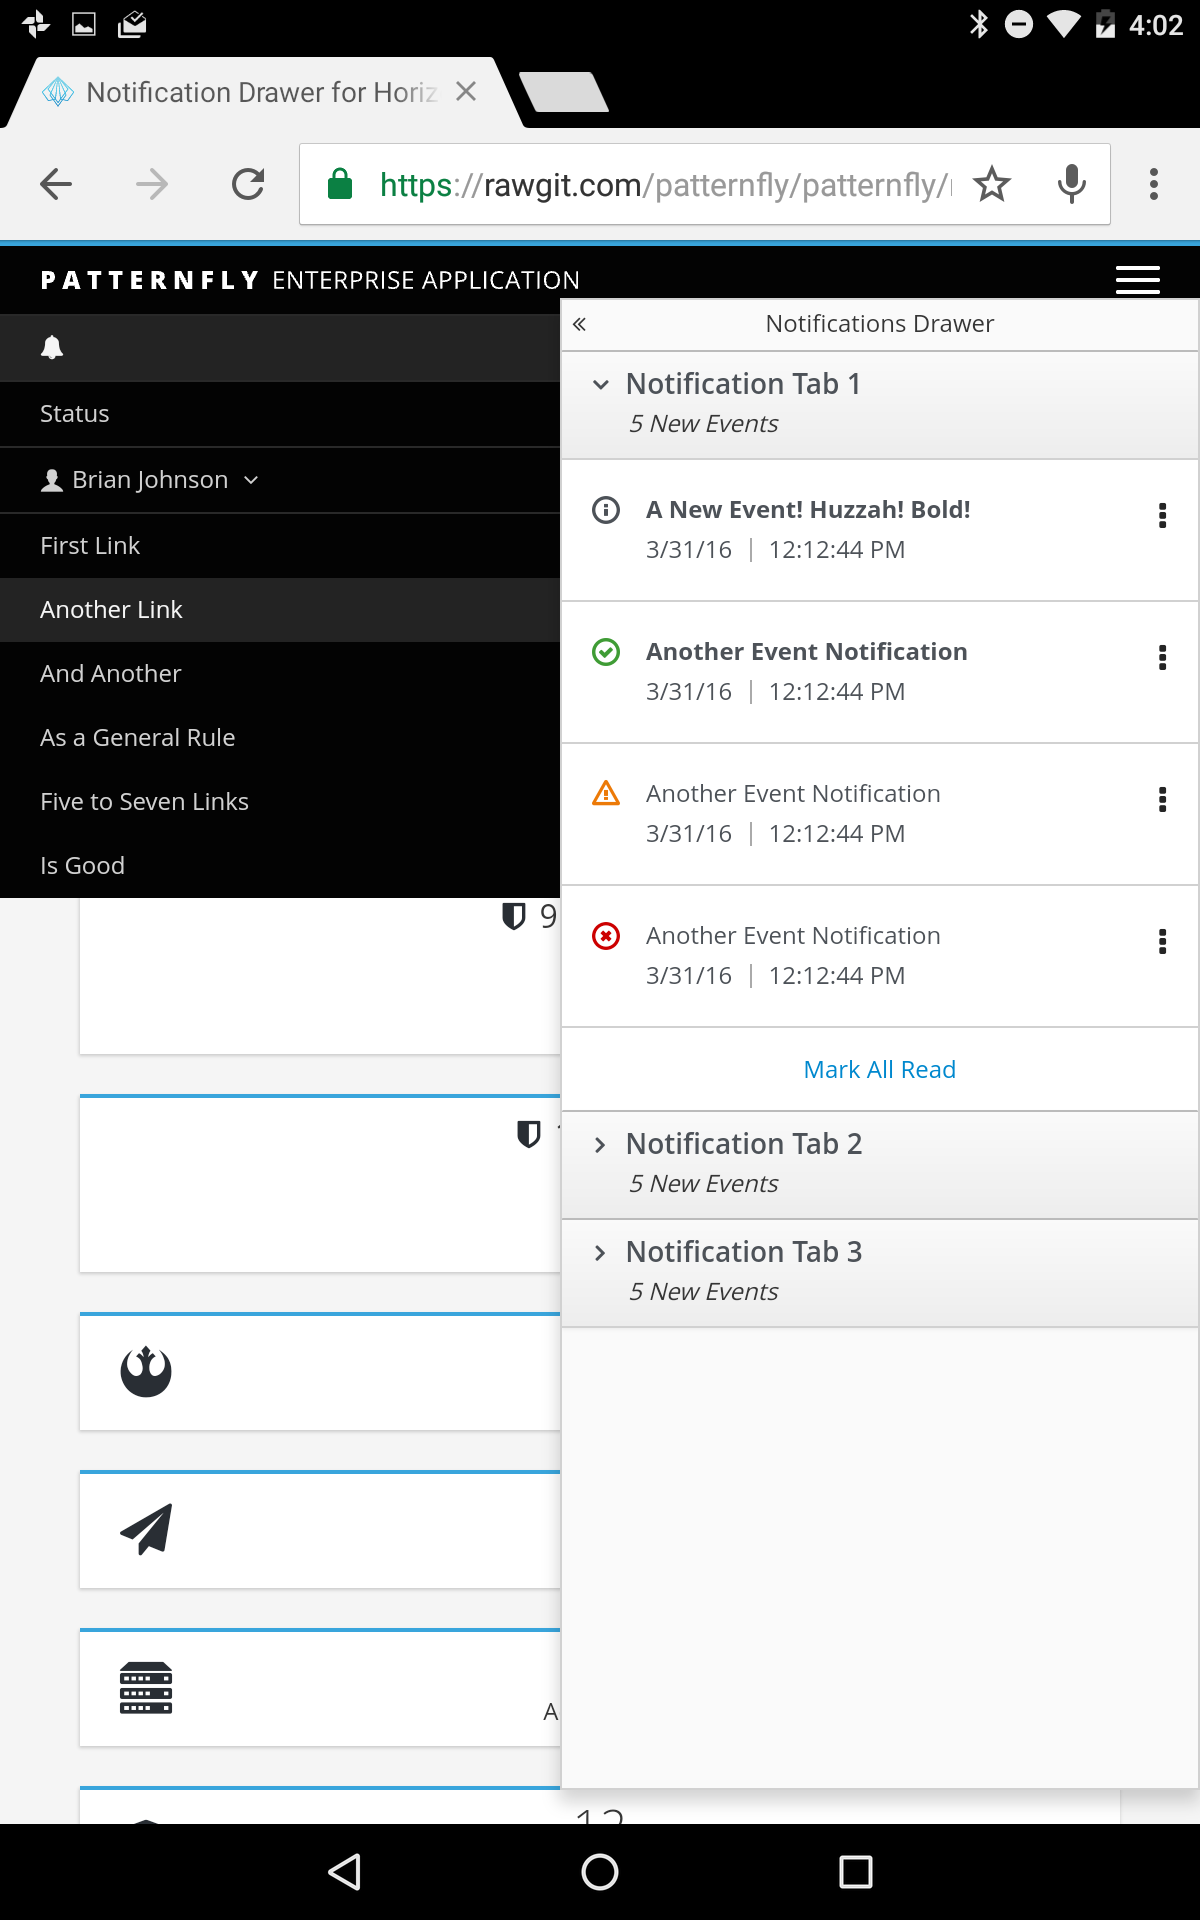 4:02
Notification Drawer for Horiz
https://rawgit.com/patternfly/patternfly/
PATTERNFLY ENTERPRISE APPLICATION
Notifications Drawer
Status
Brian Johnson
First Link
Another Link
And Another
As a General Rule
Five to Seven Links
Is Good
Notification Tab 1
5 New Events
A New Event! Huzzah! Bold!
3/31/16 | 12:12:44 PM
Another Event Notification
3/31/16 | 12:12:44 PM
Another Event Notification
3/31/16 | 12:12:44 PM
Another Event Notification
3/31/16 | 12:12:44 PM
Mark All Read
Notification Tab 2
5 New Events
Notification Tab 3
5 New Events
9
A
12